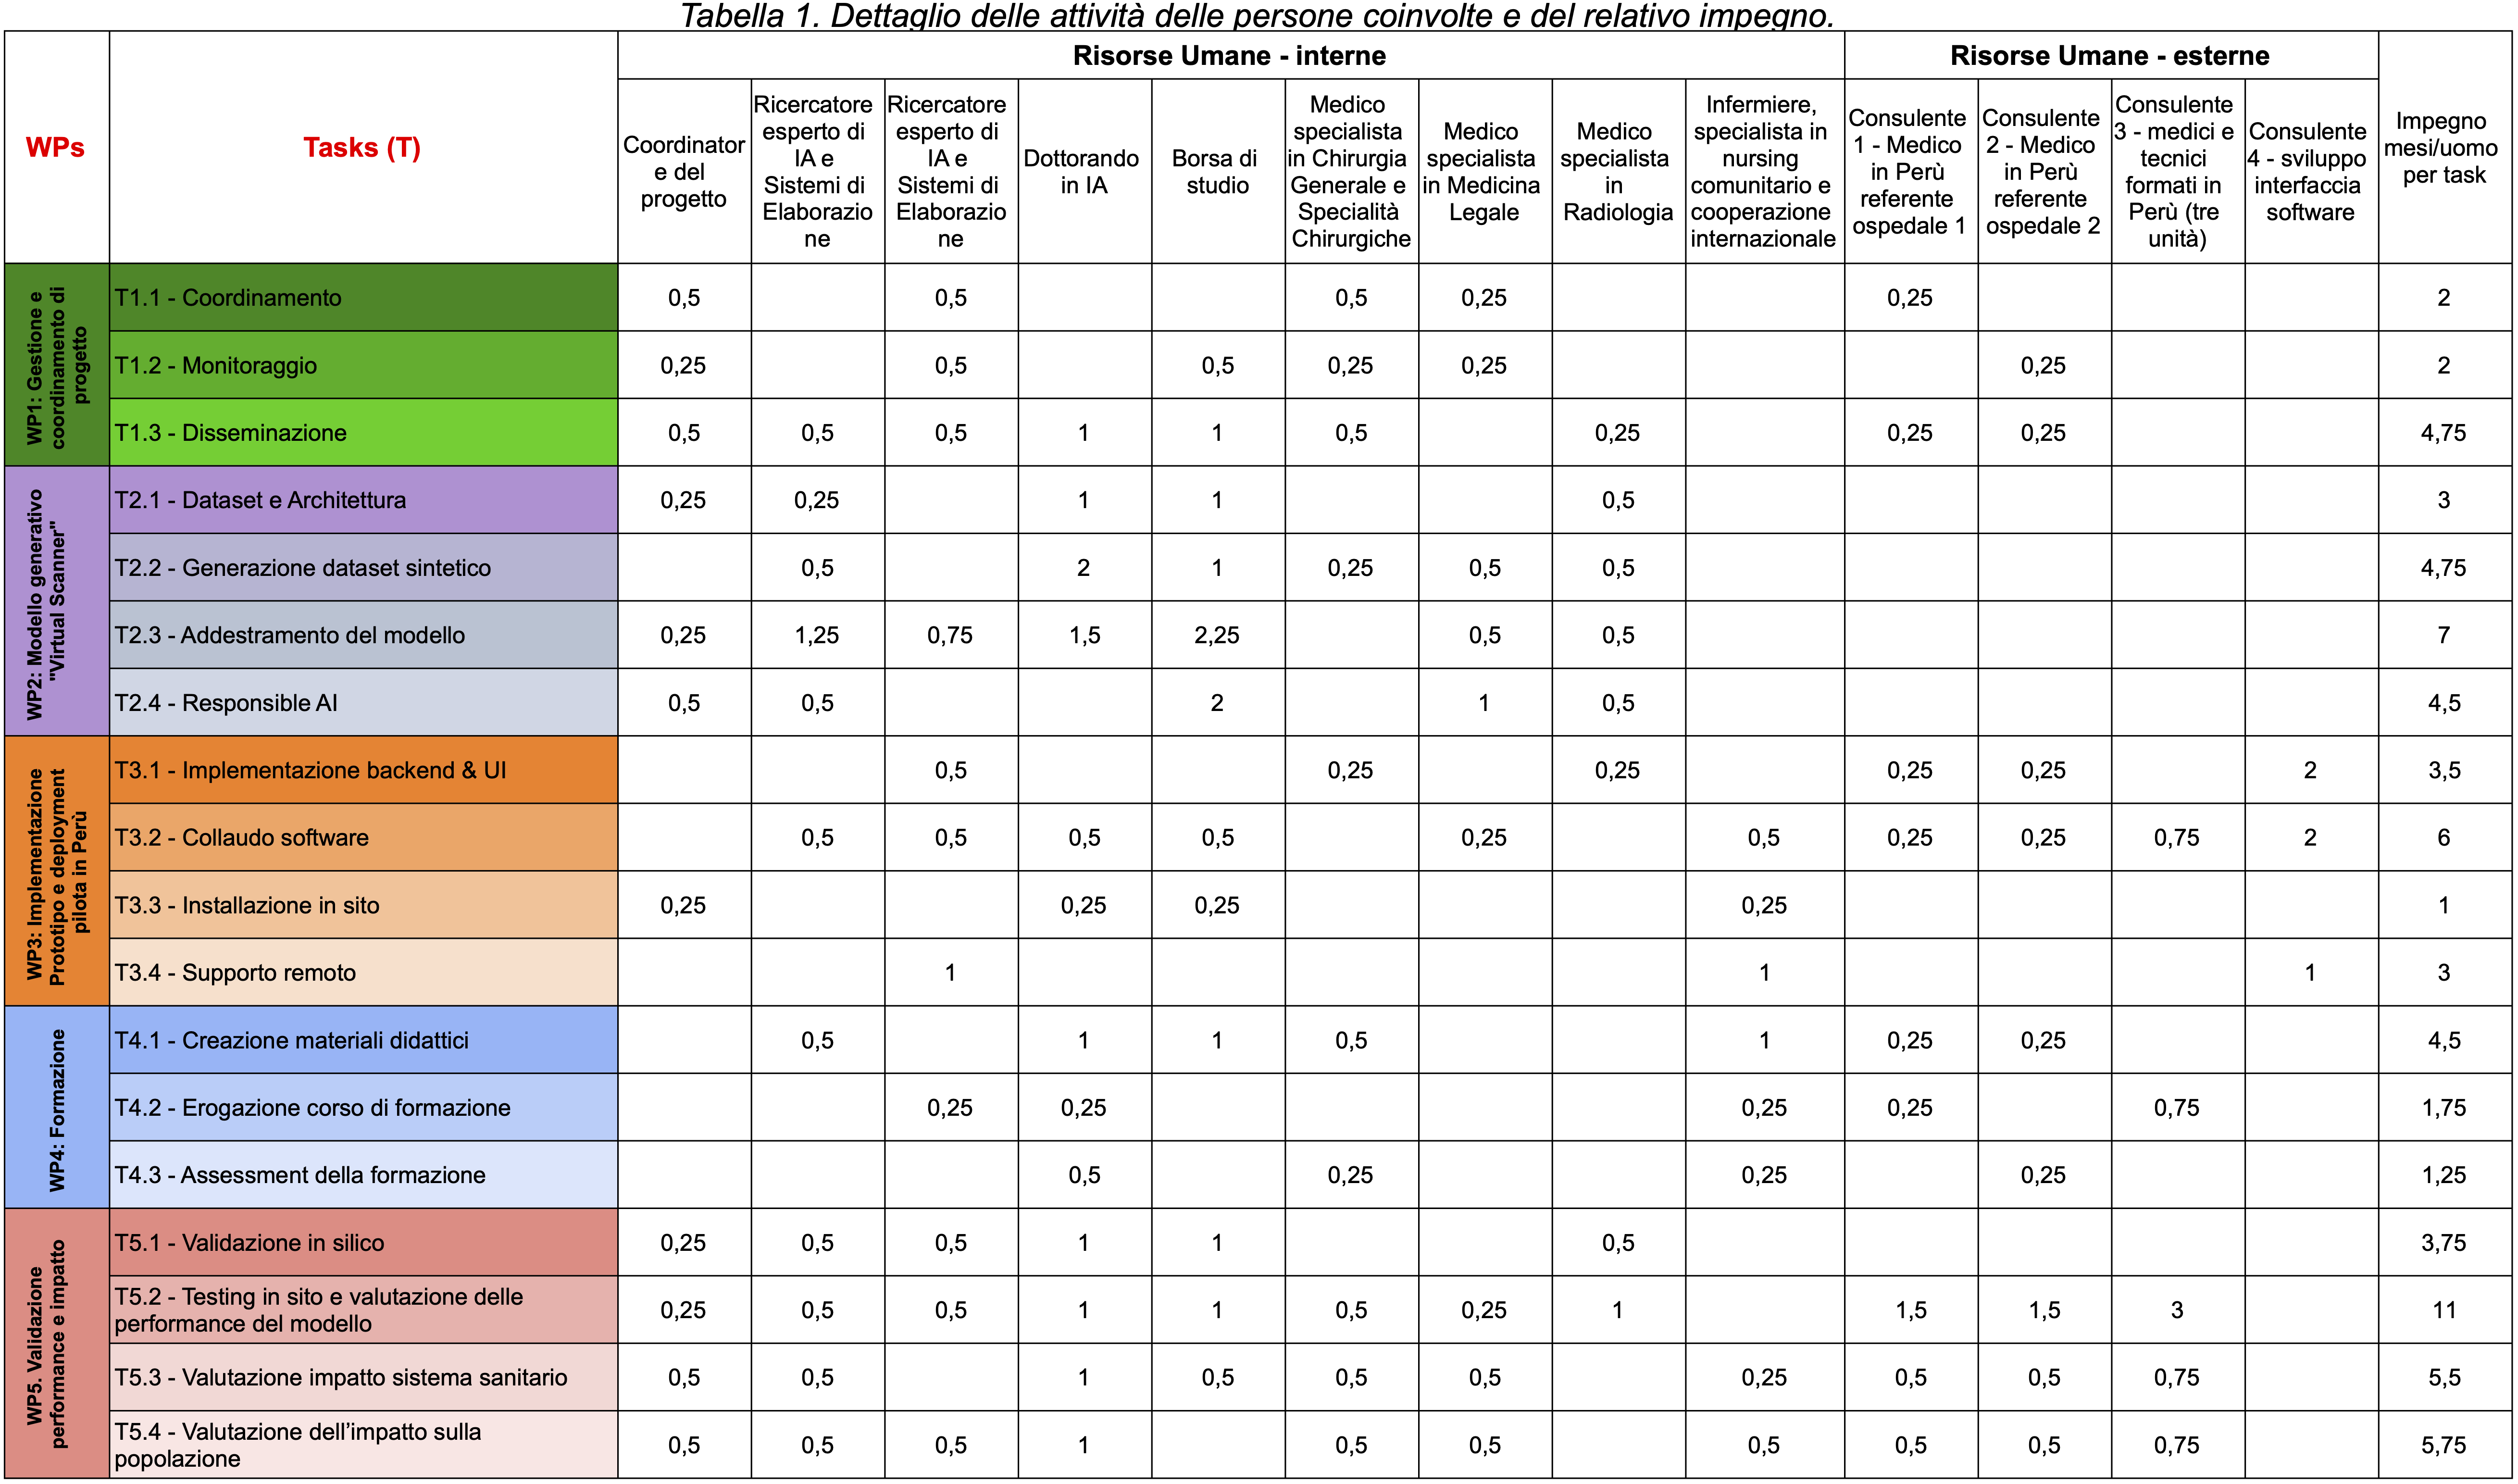 Tabella 1. Dettaglio delle attività delle persone coinvolte e del relativo impegno.
Risorse Umane - interne
Risorse Umane - esterne
WPs
Tasks (T)
Coordinator
e del
progetto
Ricercatore
esperto di
IA e
Sistemi di
Elaborazio
ne
Ricercatore
esperto di
IA e
Sistemi di
Elaborazio
ne
Dottorando
in IA
Borsa di
studio
Medico
specialista
in Chirurgia
Generale e
Specialità
Chirurgiche
Medico
specialista
in Medicina
Legale
Medico
specialista
in
Radiologia
Infermiere,
specialista in
nursing
comunitario e
cooperazione
internazionale
Consulente
1 - Medico
in Perù
referente
ospedale 1
Consulente
2 - Medico
in Perù
referente
ospedale 2
Consulente
3 - medici e
tecnici
formati in
Perù (tre
unità)
Consulente
4 - sviluppo
interfaccia
software
Impegno
mesi/uomo
per task
WP1: Gestione e
coordinamento di
progetto
T1.1 - Coordinamento 0,5 0,5 0,5 0,25 0,25 2
T1.2 - Monitoraggio 0,25 0,5 0,5 0,25 0,25 0,25 2
T1.3 - Disseminazione 0,5 0,5 0,5 1 1 0,5 0,25 0,25 0,25 4,75
WP2: Modello generativo
"Virtual Scanner"
T2.1 - Dataset e Architettura 0,25 0,25 1 1 0,5 3
T2.2 - Generazione dataset sintetico 0,5 2 1 0,25 0,5 0,5 4,75
T2.3 - Addestramento del modello 0,25 1,25 0,75 1,5 2,25 0,5 0,5 7
T2.4 - Responsible AI 0,5 0,5 2 1 0,5 4,5
WP3: Implementazione
Prototipo e deployment
pilota in Perù
T3.1 - Implementazione backend & UI 0,5 0,25 0,25 0,25 0,25 2 3,5
T3.2 - Collaudo software 0,5 0,5 0,5 0,5 0,25 0,5 0,25 0,25 0,75 2 6
T3.3 - Installazione in sito 0,25 0,25 0,25 0,25 1
T3.4 - Supporto remoto 1 1 1 3
WP4: Formazione
T4.1 - Creazione materiali didattici 0,5 1 1 0,5 1 0,25 0,25 4,5
T4.2 - Erogazione corso di formazione 0,25 0,25 0,25 0,25 0,75 1,75
T4.3 - Assessment della formazione 0,5 0,25 0,25 0,25 1,25
WP5. Validazione
performance e impatto
T5.1 - Validazione in silico 0,25 0,5 0,5 1 1 0,5 3,75
T5.2 - Testing in sito e valutazione delle
performance del modello 0,25 0,5 0,5 1 1 0,5 0,25 1 1,5 1,5 3 11
T5.3 - Valutazione impatto sistema sanitario 0,5 0,5 1 0,5 0,5 0,5 0,25 0,5 0,5 0,75 5,5
T5.4 - Valutazione dell’impatto sulla
popolazione 0,5 0,5 0,5 1 0,5 0,5 0,5 0,5 0,5 0,75 5,75